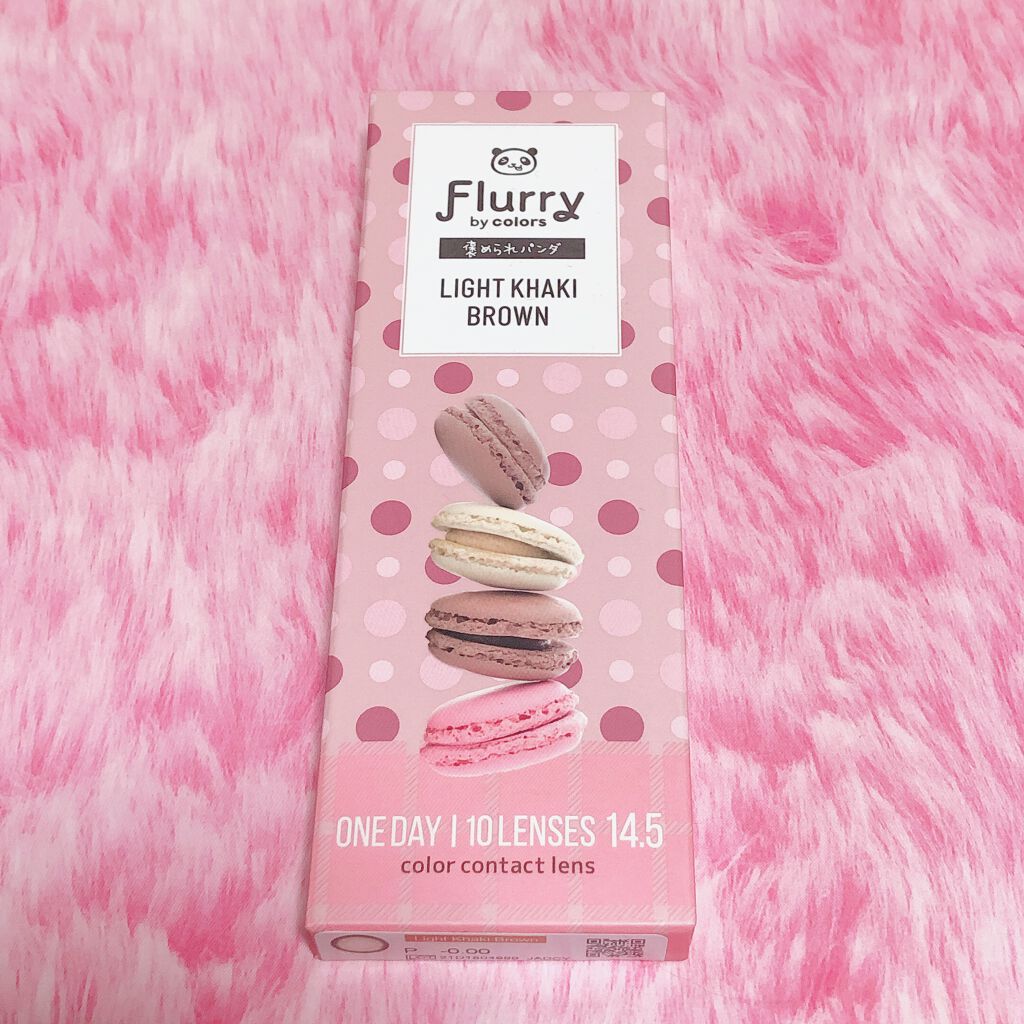 Flurry
by colors
褒められパンダ
LIGHT KHAKI
BROWN
ONE DAY | 10 LENSES 14.5
color contact lens
Light Khaki Brown
P -0.00
LOT